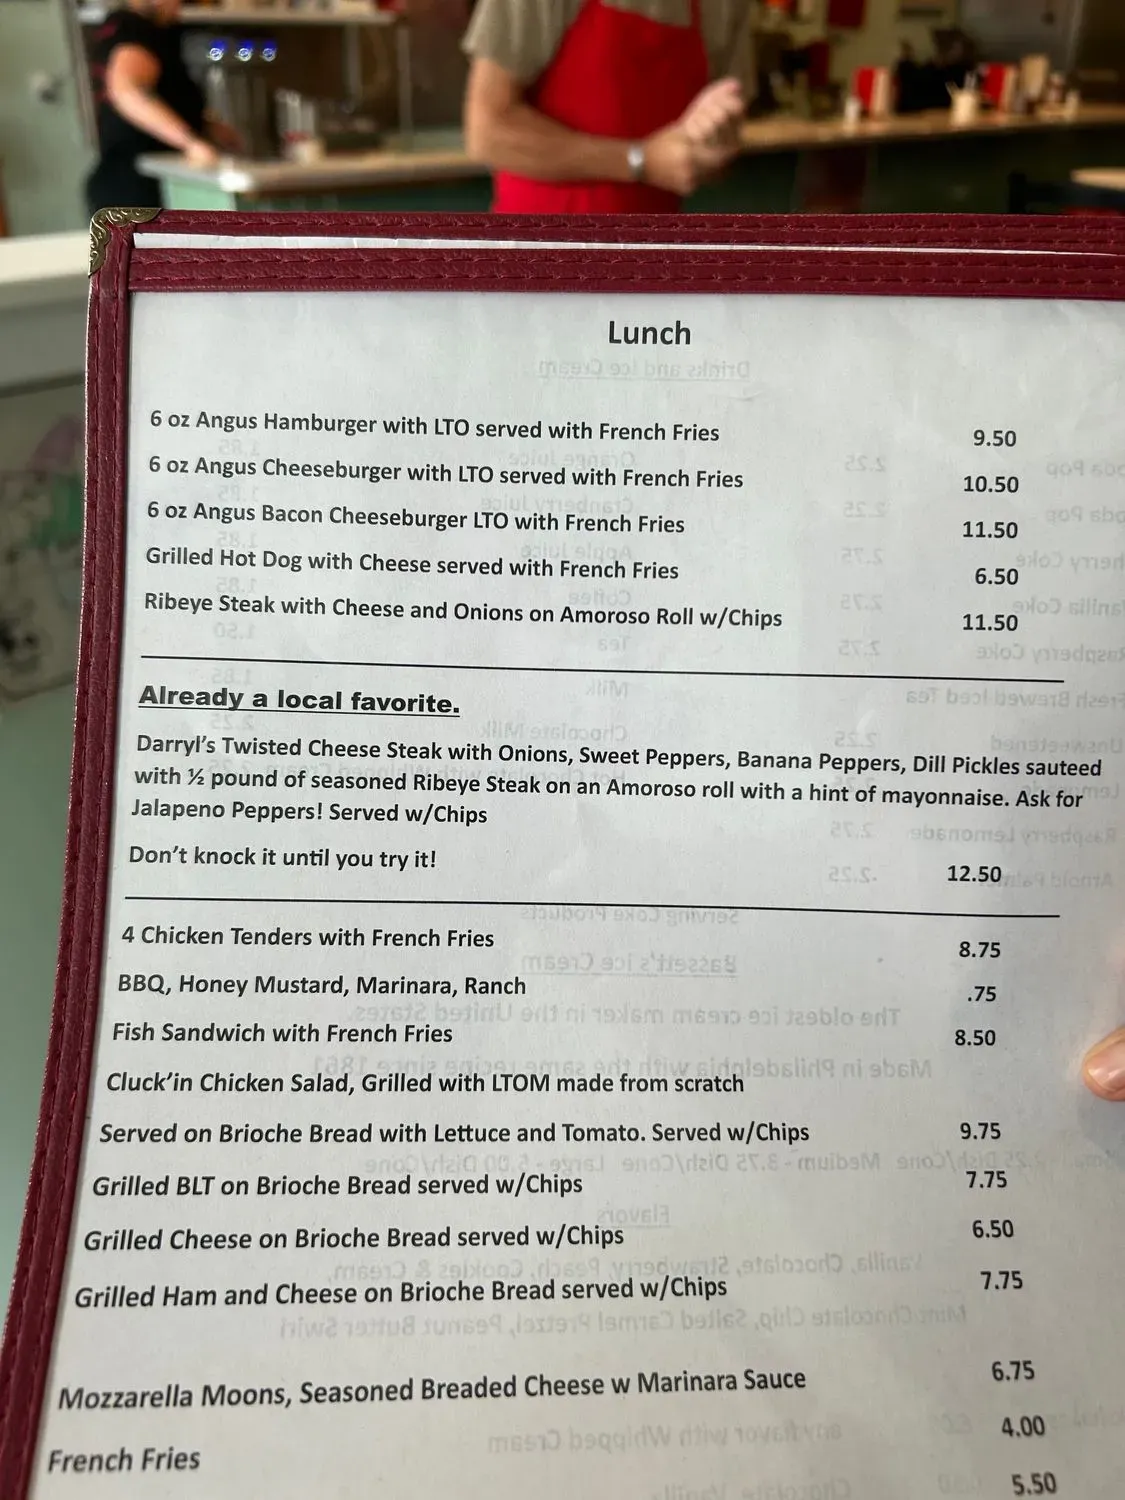 Lunch
6 oz Angus Hamburger with LTO served with French Fries 9.50
6 oz Angus Cheeseburger with LTO served with French Fries 10.50
6 oz Angus Bacon Cheeseburger LTO with French Fries 11.50
Grilled Hot Dog with Cheese served with French Fries 6.50
Ribeye Steak with Cheese and Onions on Amoroso Roll w/Chips 11.50
Already a local favorite.
Darryl's Twisted Cheese Steak with Onions, Sweet Peppers, Banana Peppers, Dill Pickles sauteed
with ½ pound of seasoned Ribeye Steak on an Amoroso roll with a hint of mayonnaise. Ask for
Jalapeno Peppers! Served w/Chips
Don't knock it until you try it! 12.50
4 Chicken Tenders with French Fries 8.75
BBQ, Honey Mustard, Marinara, Ranch .75
Fish Sandwich with French Fries 8.50
Cluck'in Chicken Salad, Grilled with LTOM made from scratch
Served on Brioche Bread with Lettuce and Tomato. Served w/Chips 9.75
Grilled BLT on Brioche Bread served w/Chips 7.75
Grilled Cheese on Brioche Bread served w/Chips 6.50
Grilled Ham and Cheese on Brioche Bread served w/Chips 7.75
Mozzarella Moons, Seasoned Breaded Cheese w Marinara Sauce 6.75
French Fries 4.00
5.50